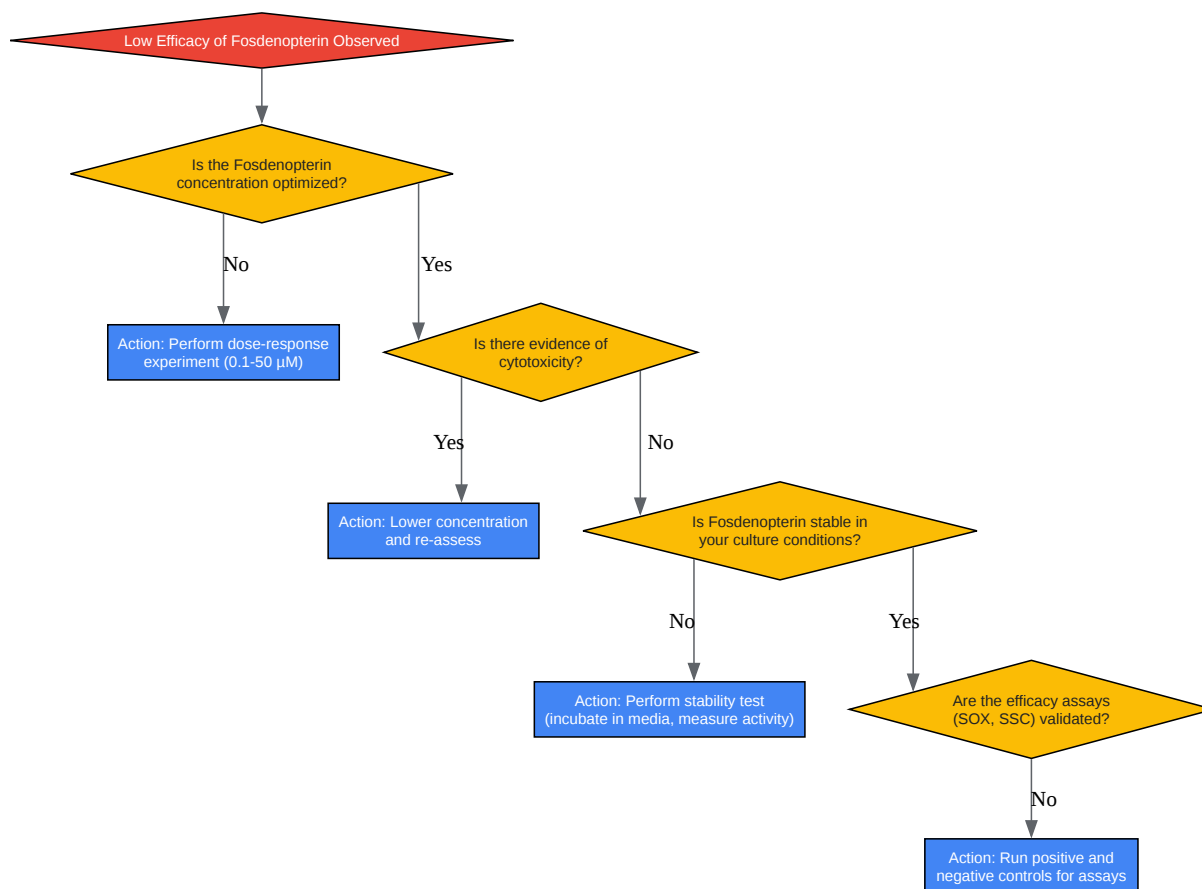 Low Efficacy of Fosdenopterin Observed
Is the Fosdenopterin
concentration optimized?
No
Yes
Action: Perform dose-response
experiment (0.1-50 µM)
Is there evidence of
cytotoxicity?
Yes
No
Action: Lower concentration
and re-assess
Is Fosdenopterin stable in
your culture conditions?
No
Yes
Action: Perform stability test
(incubate in media, measure activity)
Are the efficacy assays
(SOX, SSC) validated?
No
Action: Run positive and
negative controls for assays